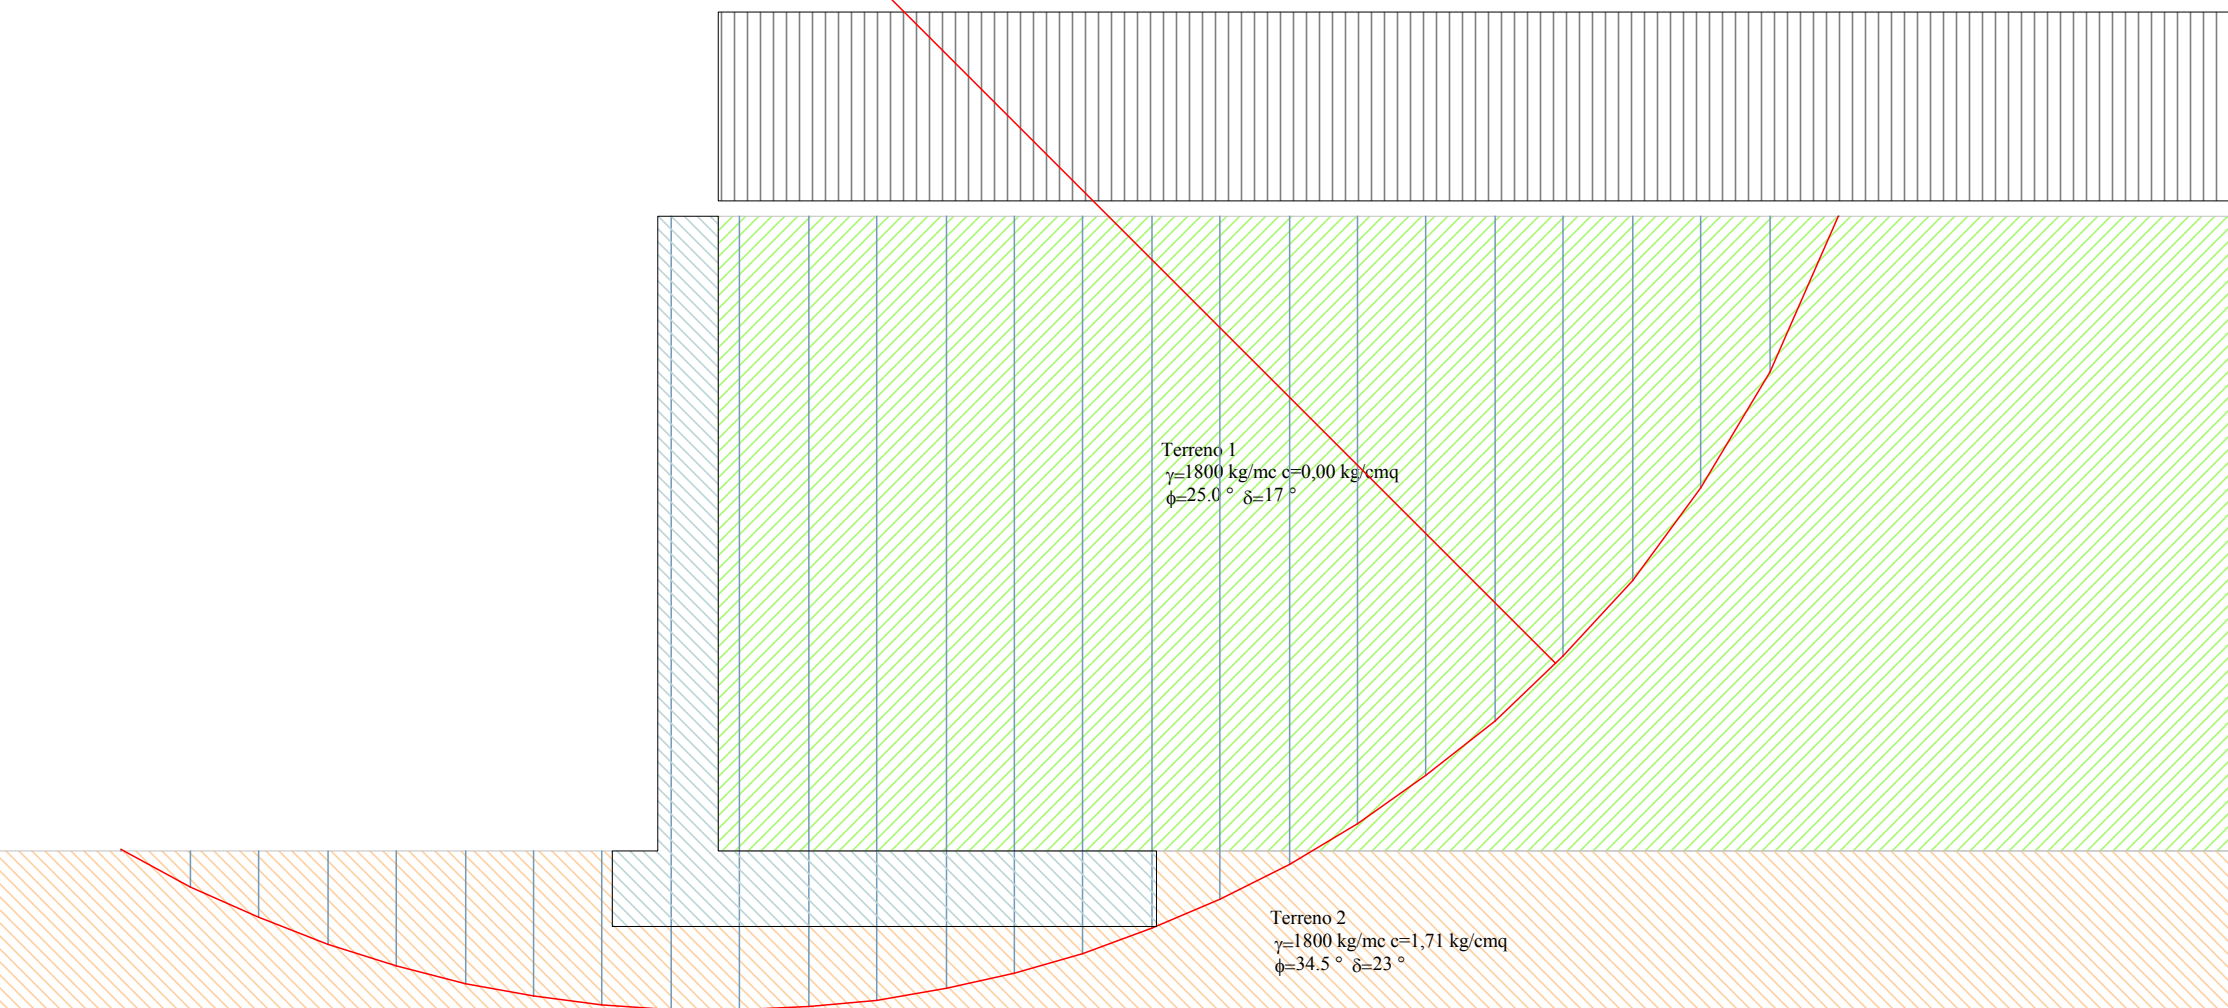 Terreno 1
γ=1800 kg/mc c=0,00 kg/cmq
ϕ=25.0 ° δ=17 °
Terreno 2
γ=1800 kg/mc c=1,71 kg/cmq
ϕ=34.5 ° δ=23 °